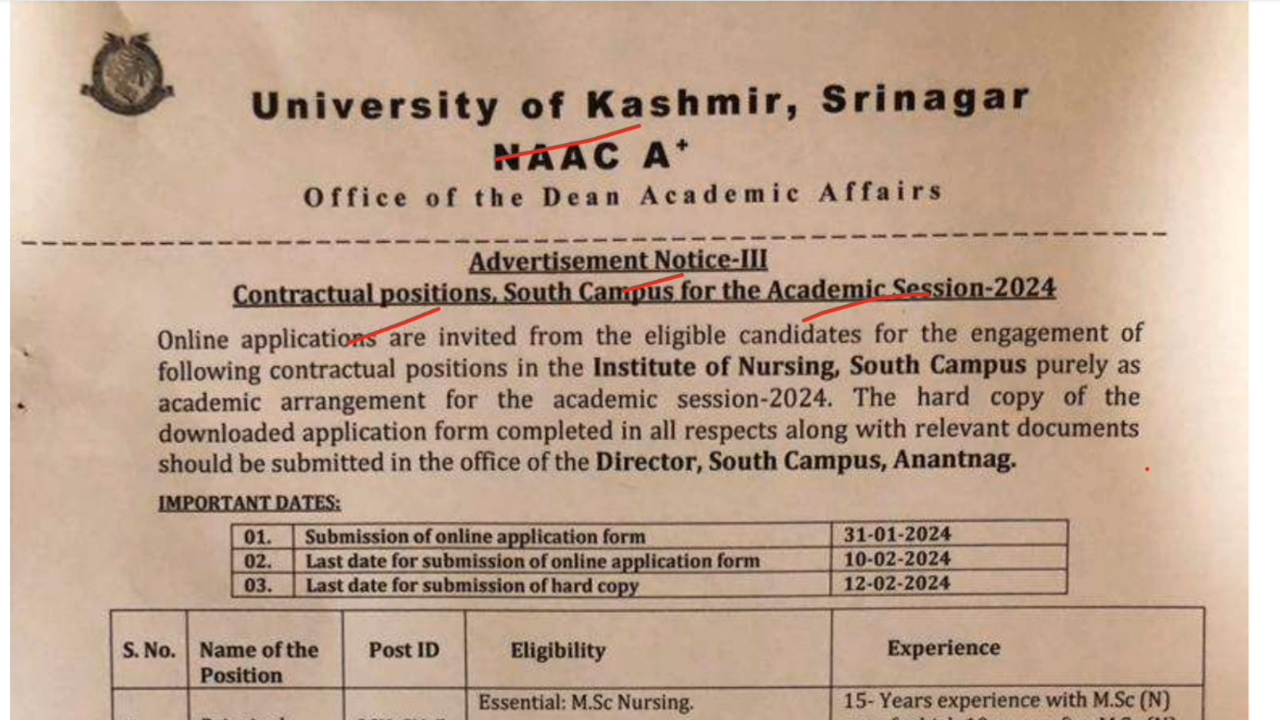 University of Kashmir, Srinagar
NAAC A+
Office of the Dean Academic Affairs
Advertisement Notice-III
Contractual positions, South Campus for the Academic Session-2024
Online applications are invited from the eligible candidates for the engagement of
following contractual positions in the Institute of Nursing, South Campus purely as
academic arrangement for the academic session-2024. The hard copy of the
downloaded application form completed in all respects along with relevant documents
should be submitted in the office of the Director, South Campus, Anantnag.
IMPORTANT DATES:
01. Submission of online application form 31-01-2024
02. Last date for submission of online application form 10-02-2024
03. Last date for submission of hard copy 12-02-2024
S. No. Name of the Position Post ID Eligibility Experience
Essential: M.Sc Nursing. 15- Years experience with M.Sc (N)